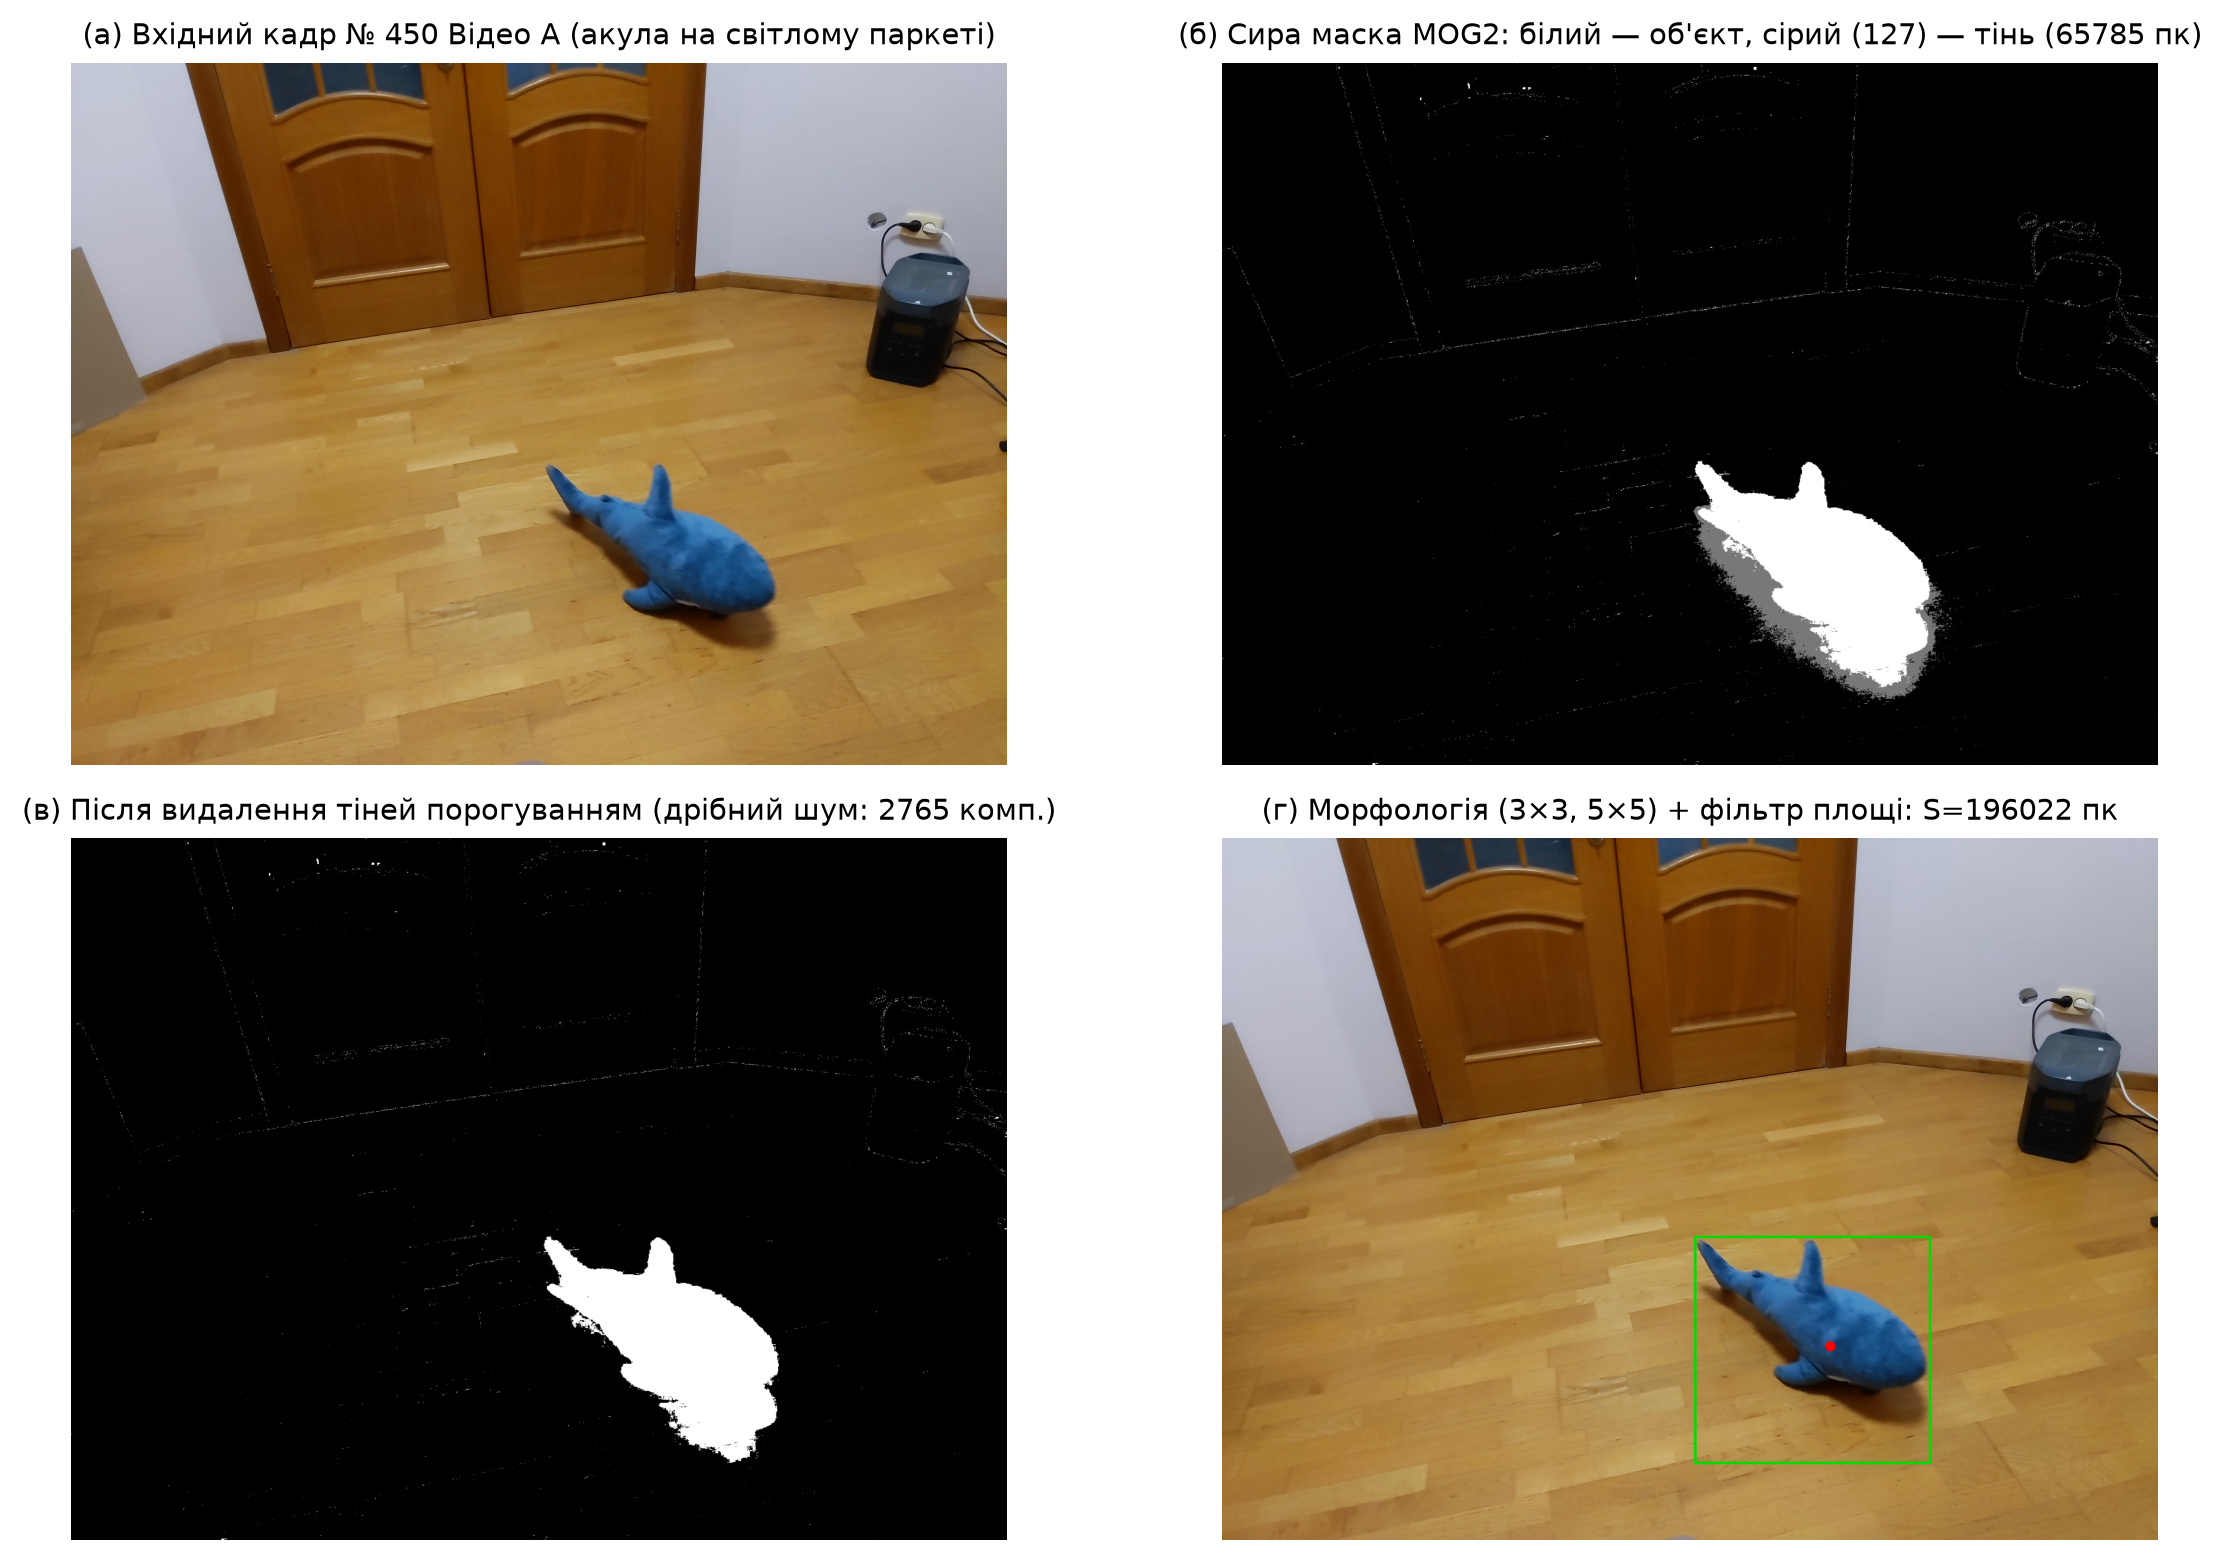 (а) Вхідний кадр № 450 Відео А (акула на світлому паркеті)
(б) Сира маска MOG2: білий — об'єкт, сірий (127) — тінь (65785 пк)
(в) Після видалення тіней порогуванням (дрібний шум: 2765 комп.)
(г) Морфологія (3×3, 5×5) + фільтр площі: S=196022 пк